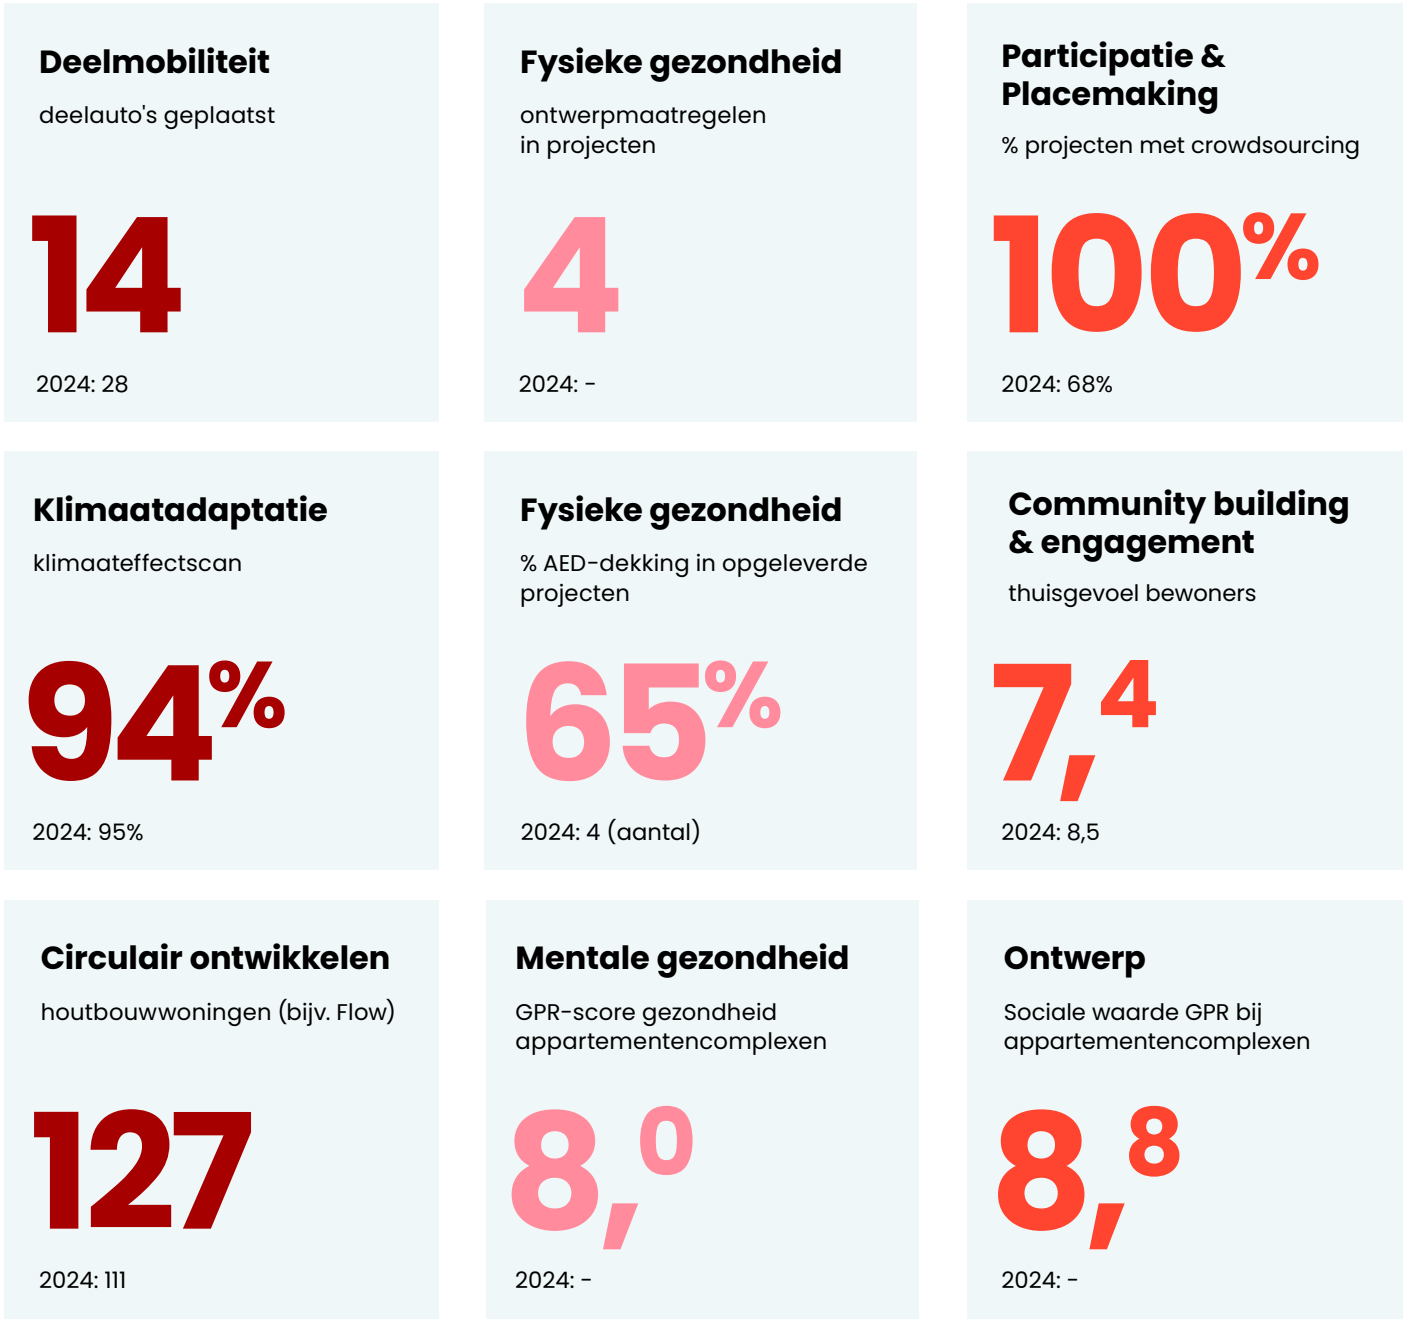 Deelmobiliteit
deelauto's geplaatst
14
2024: 28
Fysieke gezondheid
ontwerpmaatregelen
in projecten
4
2024: -
Participatie &
Placemaking
% projecten met crowdsourcing
100%
2024: 68%
Klimaatadaptatie
klimaateffectscan
94%
2024: 95%
Fysieke gezondheid
% AED-dekking in opgeleverde
projecten
65%
2024: 4 (aantal)
Community building
& engagement
thuisgevoel bewoners
7,4
2024: 8,5
Circulair ontwikkelen
houtbouwwoningen (bijv. Flow)
127
2024: 111
Mentale gezondheid
GPR-score gezondheid
appartementencomplexen
8,0
2024: -
Ontwerp
Sociale waarde GPR bij
appartementencomplexen
8,8
2024: -